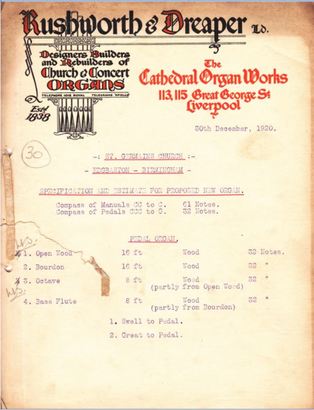 Rushworth & Dreaper Ld.
Designers Builders
and Rebuilders of
Church & Concert
ORGANS
Estd
1828
The
Cathedral Organ Works
113, 115 Great George St
Liverpool
30th December, 1920.
30
-: ST. GERMAINS CHURCH :-
- EDGBASTON - BIRMINGHAM -
SPECIFICATION AND ESTIMATE FOR PROPOSED NEW ORGAN.
Compass of Manuals CC to C. 61 Notes.
Compass of Pedals CCC to G. 32 Notes.
PEDAL ORGAN.
1. Open Wood 16 ft Wood 32 Notes.
2. Bourdon 16 ft Wood 32 "
3. Octave 8 ft Wood 32 "
(partly from Open Wood)
4. Bass Flute 8 ft Wood 32 "
(partly from Bourdon)
1. Swell to Pedal.
2. Great to Pedal.